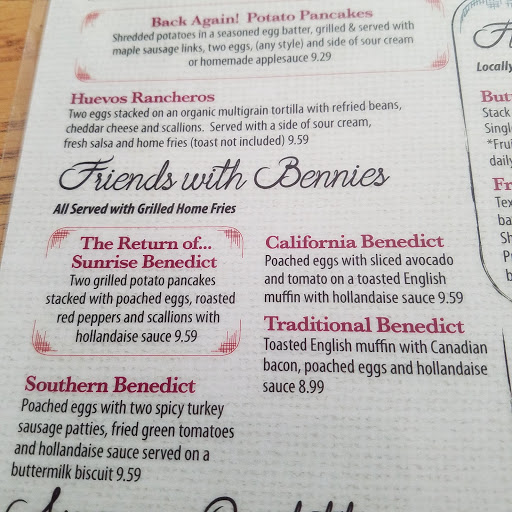 Back Again! Potato Pancakes
Shredded potatoes in a seasoned egg batter, grilled & served with
maple sausage links, two eggs, (any style) and side of sour cream
or homemade applesauce 9.29
Huevos Rancheros
Two eggs stacked on an organic multigrain tortilla with refried beans,
cheddar cheese and scallions. Served with a side of sour cream,
fresh salsa and home fries (toast not included) 9.59
Friends with Bennies
All Served with Grilled Home Fries
The Return of...
Sunrise Benedict
Two grilled potato pancakes
stacked with poached eggs, roasted
red peppers and scallions with
hollandaise sauce 9.59
Southern Benedict
Poached eggs with two spicy turkey
sausage patties, fried green tomatoes
and hollandaise sauce served on a
buttermilk biscuit 9.59
California Benedict
Poached eggs with sliced avocado
and tomato on a toasted English
muffin with hollandaise sauce 9.59
Traditional Benedict
Toasted English muffin with Canadian
bacon, poached eggs and hollandaise
sauce 8.99
Locally
Stack